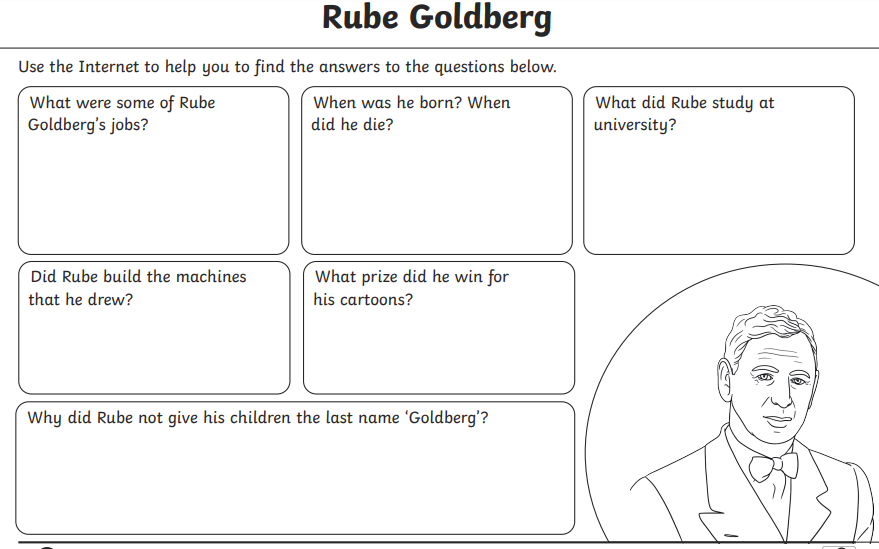 Rube Goldberg
Use the Internet to help you to find the answers to the questions below.
What were some of Rube
Goldberg's jobs?
When was he born? When
did he die?
What did Rube study at
university?
Did Rube build the machines
that he drew?
What prize did he win for
his cartoons?
Why did Rube not give his children the last name ‘Goldberg’?